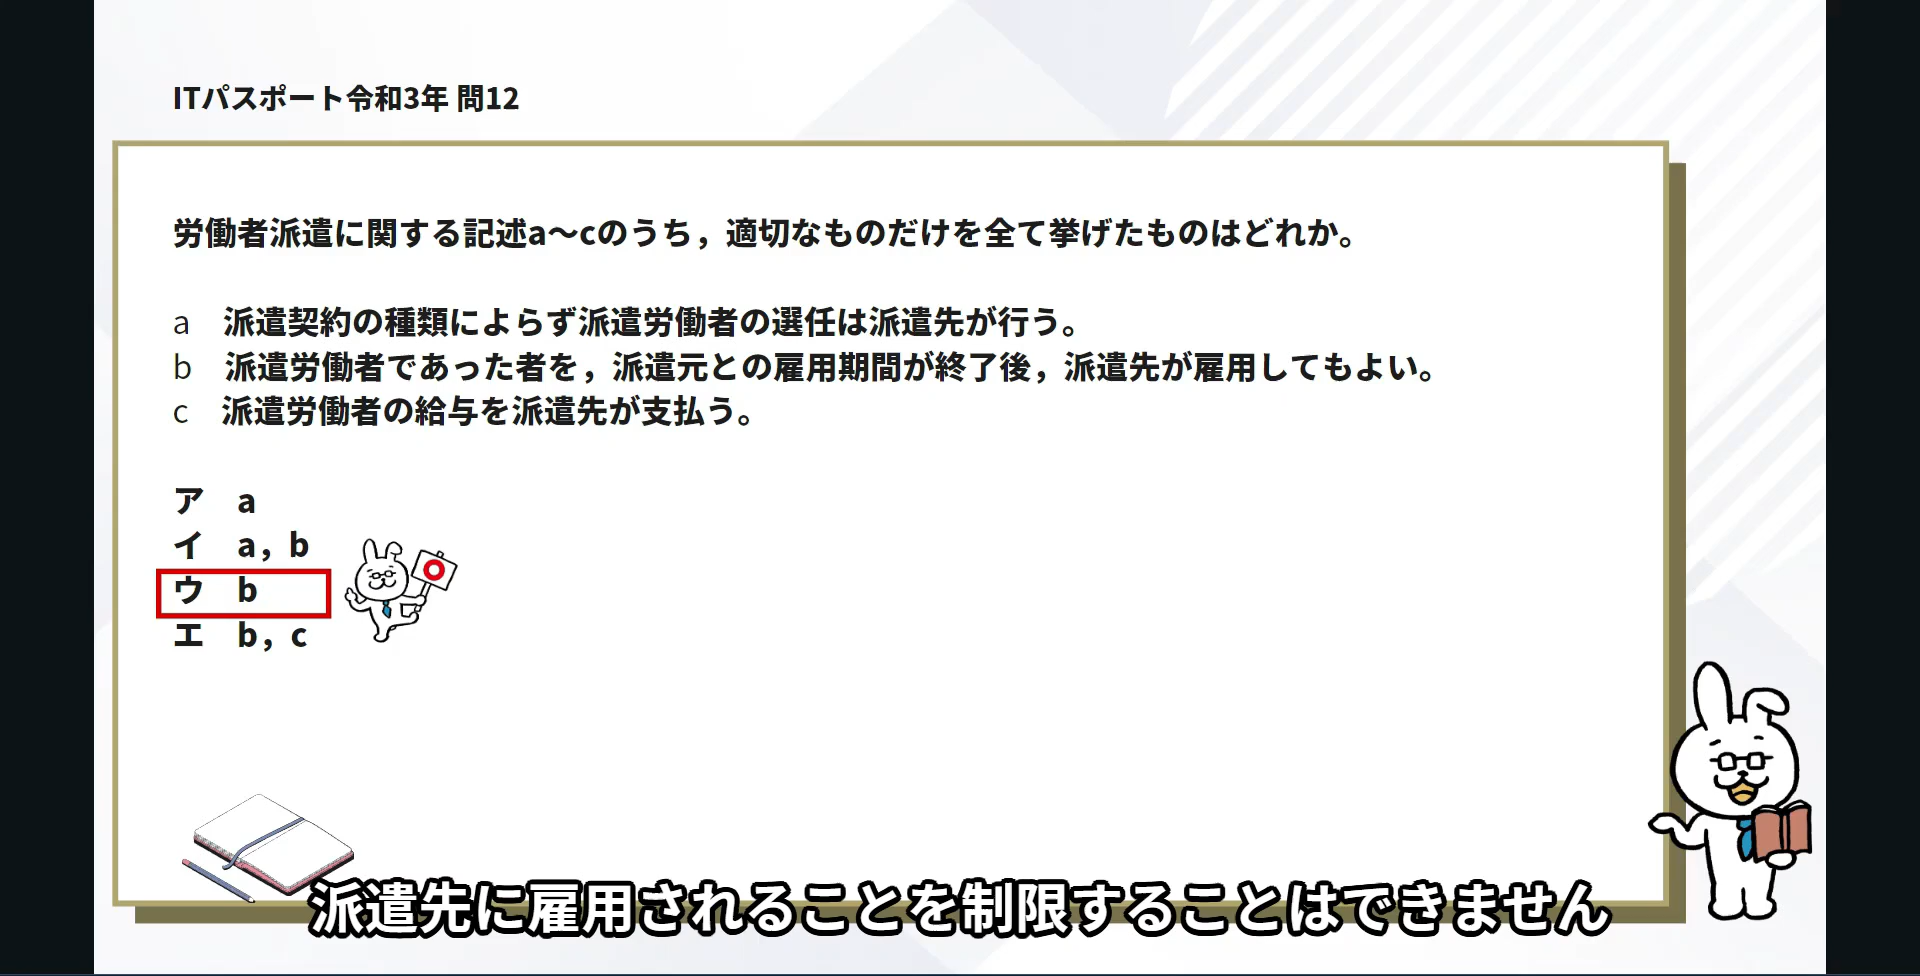 ITパスポート令和3年 問12
労働者派遣に関する記述a～cのうち，適切なものだけを全て挙げたものはどれか。
a 派遣契約の種類によらず派遣労働者の選任は派遣先が行う。
b 派遣労働者であった者を，派遣元との雇用期間が終了後，派遣先が雇用してもよい。
c 派遣労働者の給与を派遣先が支払う。
ア a
イ a，b
ウ b
エ b，c
派遣先に雇用されることを制限することはできません